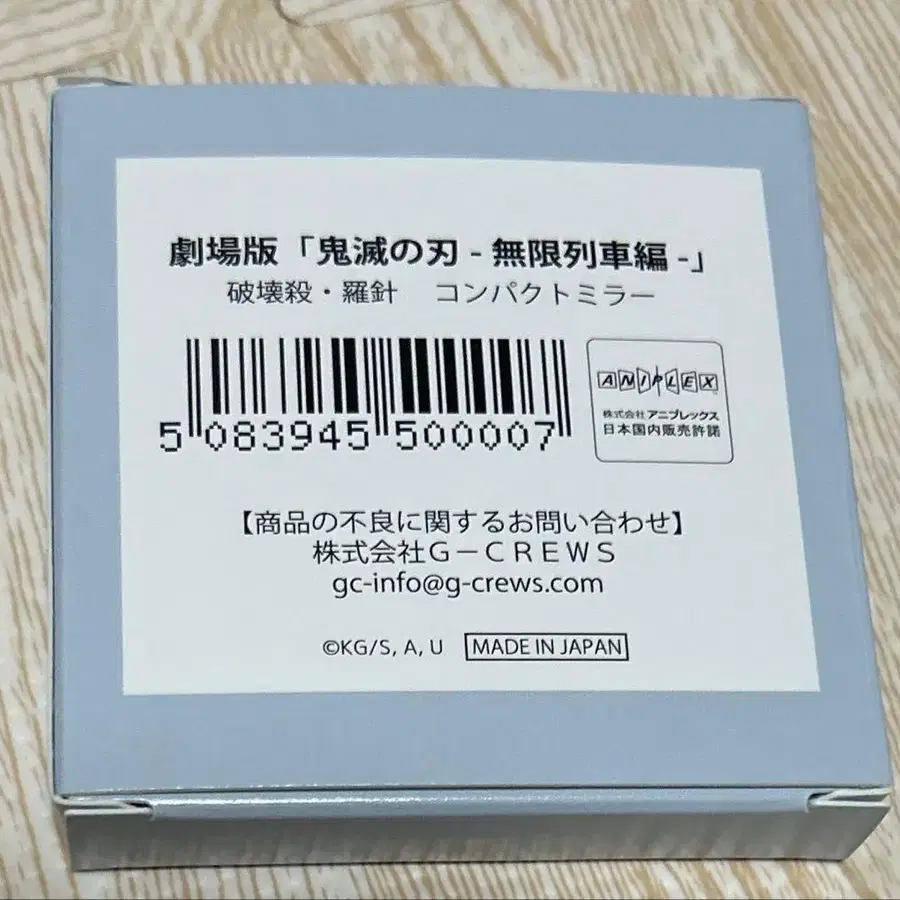 劇場版「鬼滅の刃 - 無限列車編 -」
破壊殺・羅針　コンパクトミラー
5 083945 500007
ANIPLEX
株式会社 アニプレックス
日本国内販売許諾
【商品の不良に関するお問い合わせ】
株式会社G－CREWS
gc-info@g-crews.com
©KG/S, A, U　MADE IN JAPAN